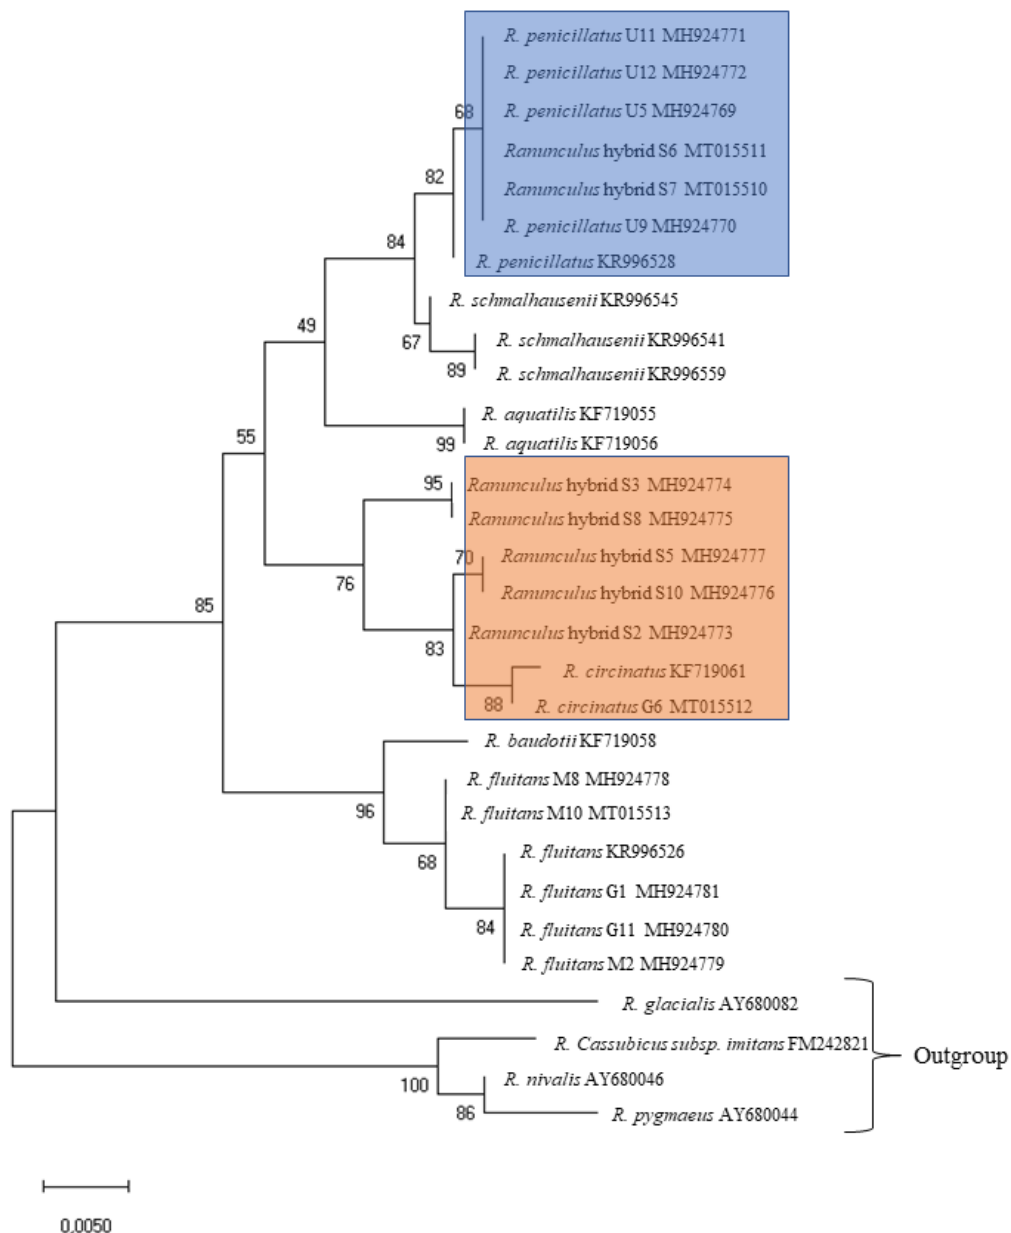 R. penicillatus U11 MH924771
R. penicillatus U12 MH924772
68
R. penicillatus U5 MH924769
Ranunculus hybrid S6 MT015511
82
Ranunculus hybrid S7 MT015510
R. penicillatus U9 MH924770
84
R. penicillatus KR996528
R. schmalhausenii KR996545
49
67
R. schmalhausenii KR996541
89
R. schmalhausenii KR996559
R. aquatilis KF719055
55
99
R. aquatilis KF719056
95
Ranunculus hybrid S3 MH924774
Ranunculus hybrid S8 MH924775
70
Ranunculus hybrid S5 MH924777
76
Ranunculus hybrid S10 MH924776
85
Ranunculus hybrid S2 MH924773
83
R. circinatus KF719061
88
R. circinatus G6 MT015512
R. baudotii KF719058
R. fluitans M8 MH924778
96
R. fluitans M10 MT015513
R. fluitans KR996526
68
R. fluitans G1 MH924781
84
R. fluitans G11 MH924780
R. fluitans M2 MH924779
R. glacialis AY680082
R. Cassubicus subsp. imitans FM242821
Outgroup
100
R. nivalis AY680046
86
R. pygmaeus AY680044
0.0050